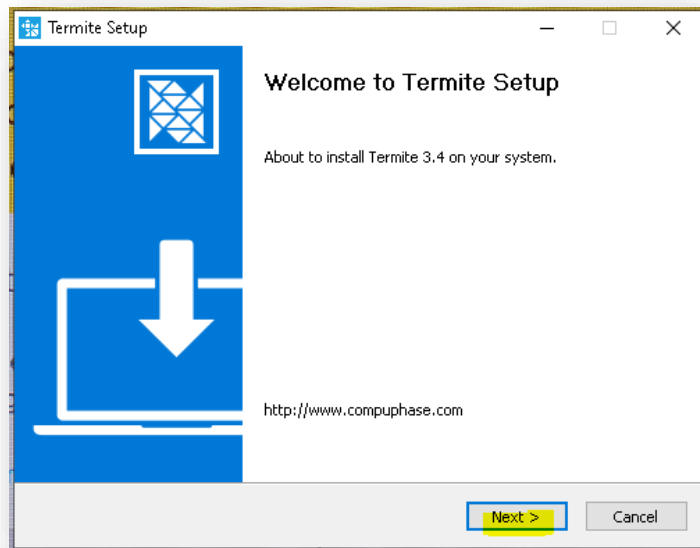 Termite Setup
Welcome to Termite Setup
About to install Termite 3.4 on your system.
http://www.compuphase.com
Next >
Cancel